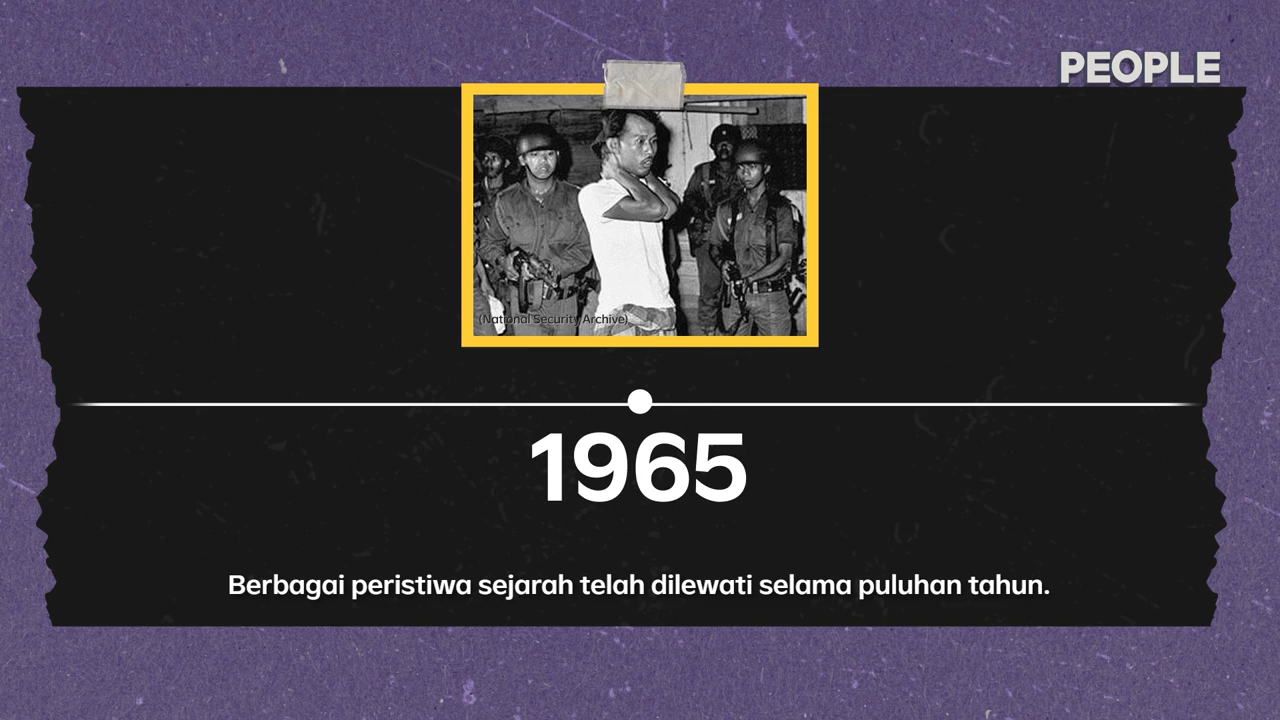 PEOPLE
(National Security Archive)
1965
Berbagai peristiwa sejarah telah dilewati selama puluhan tahun.